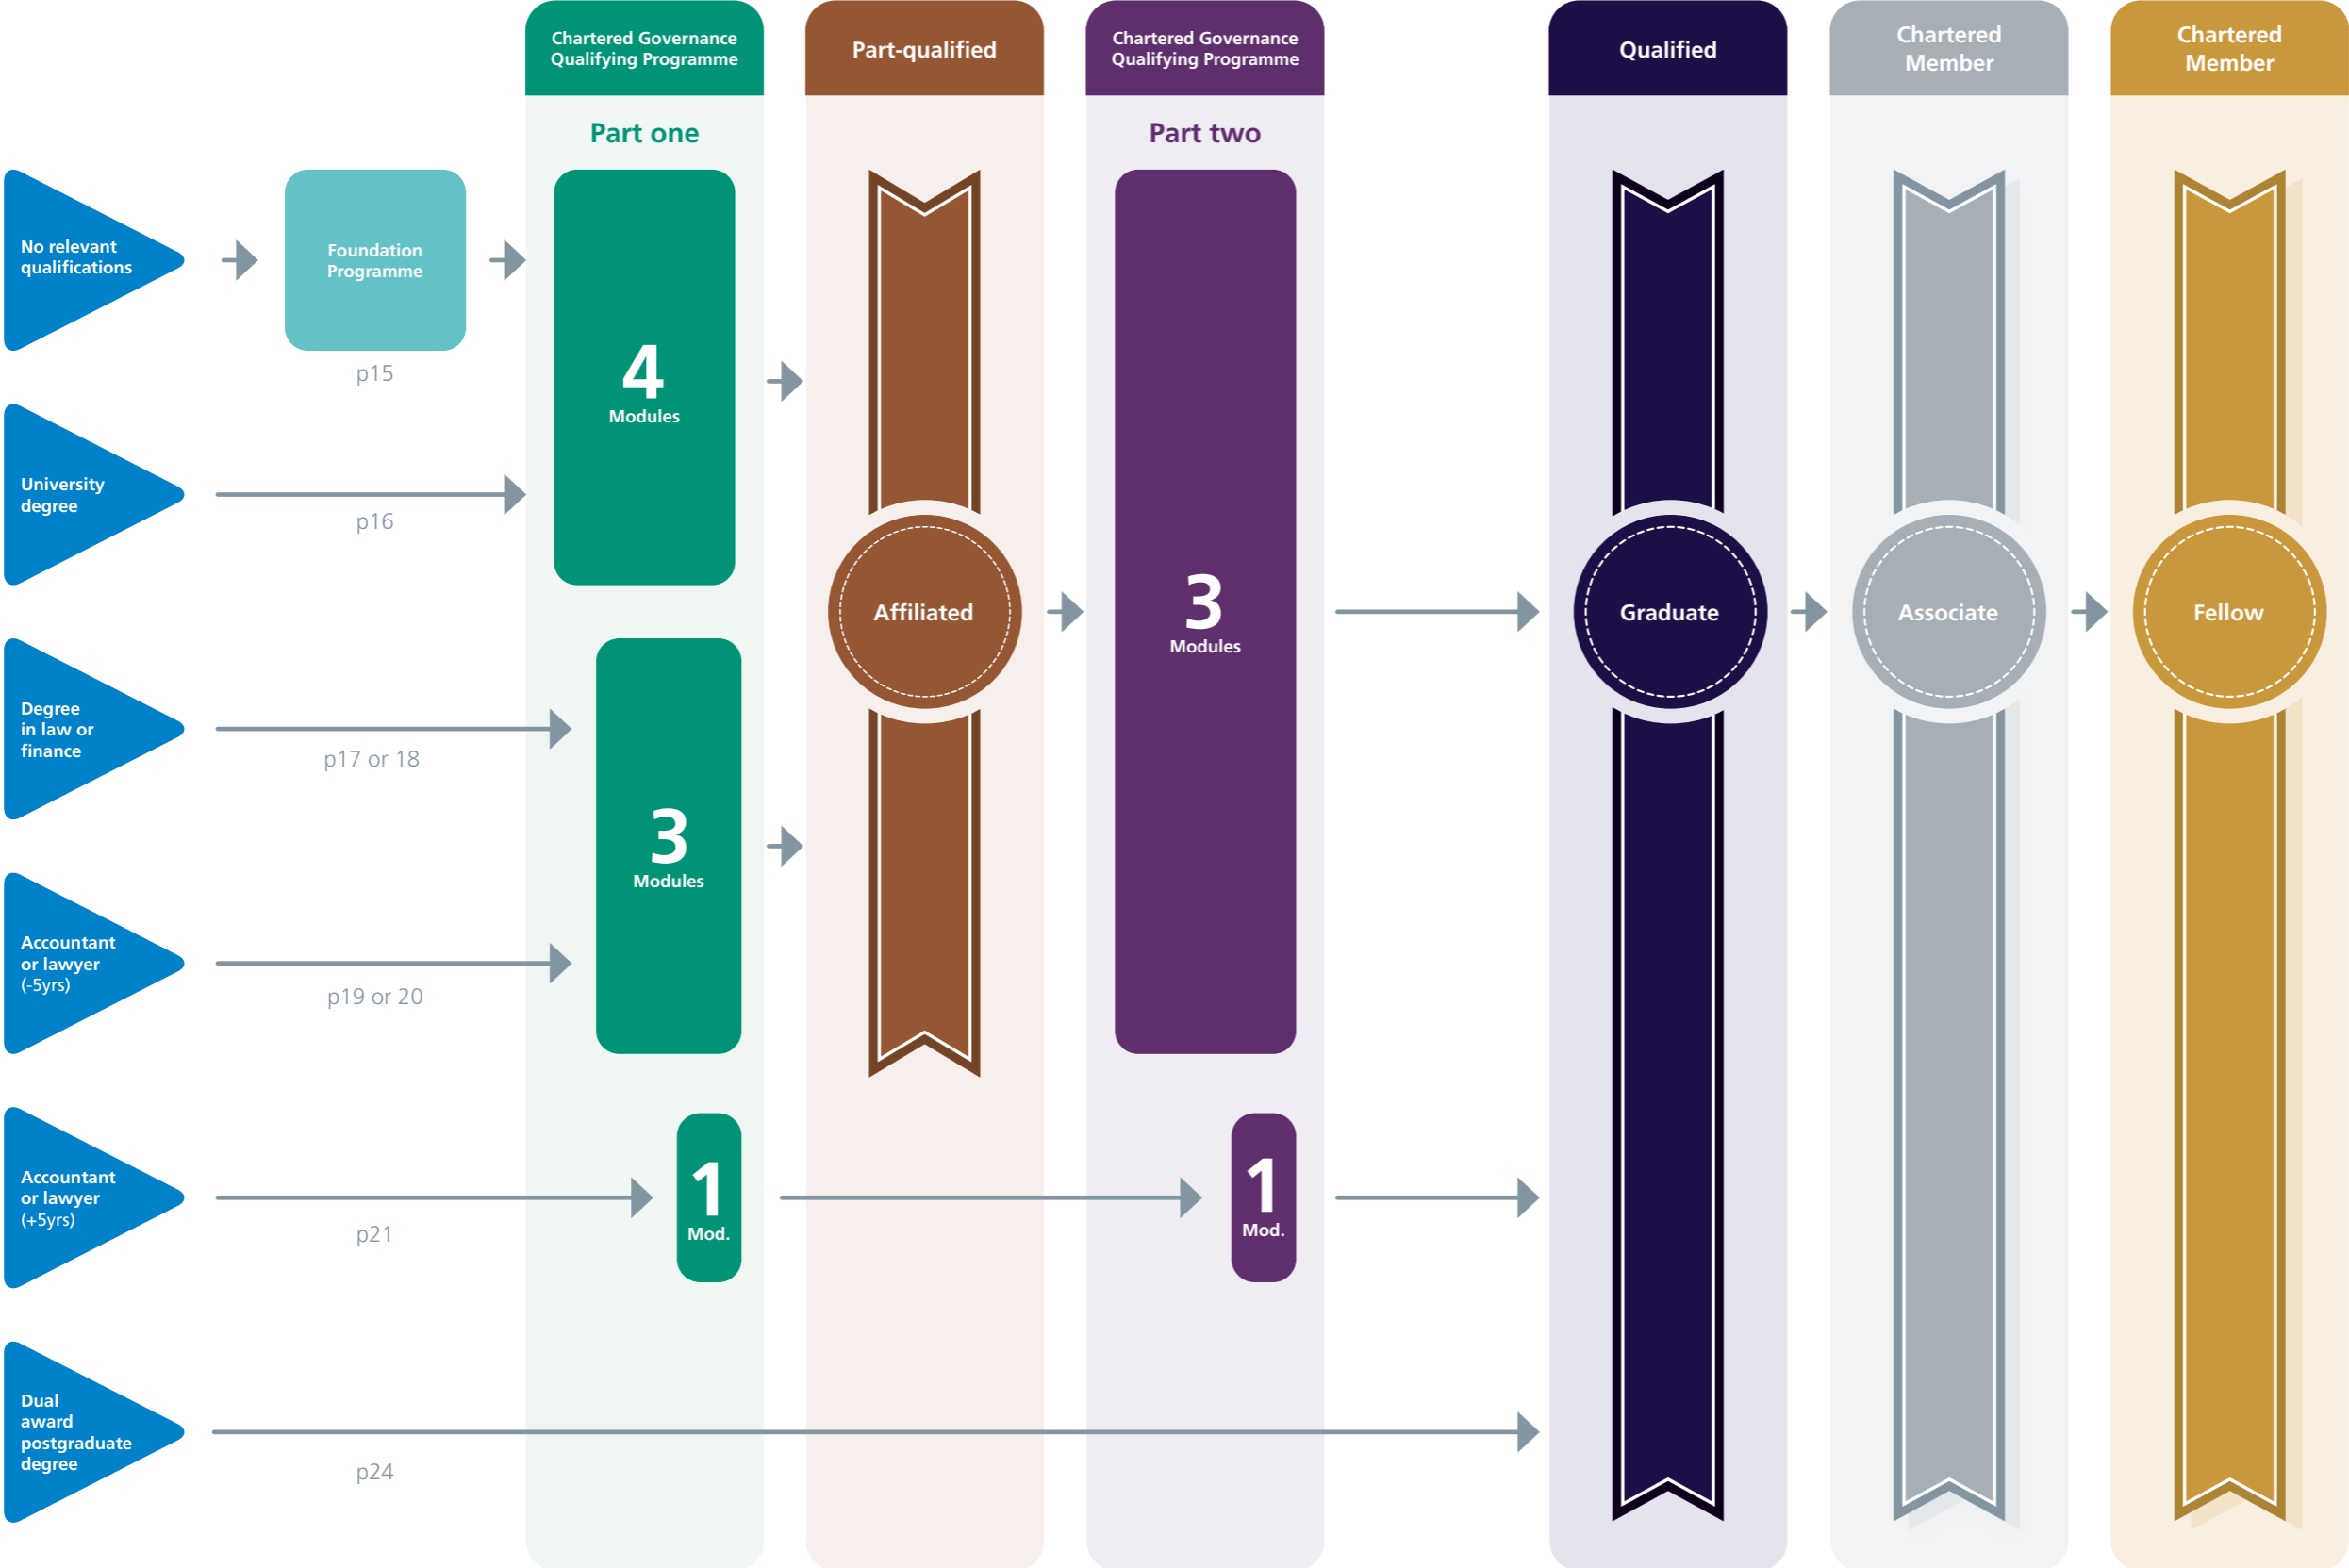 Chartered Governance
Qualifying Programme
Part-qualified
Chartered Governance
Qualifying Programme
Qualified
Chartered
Member
Chartered
Member
Part one
Part two
No relevant
qualifications
Foundation
Programme
p15
4
Modules
University
degree
p16
Affiliated
3
Modules
Graduate
Associate
Fellow
Degree
in law or
finance
p17 or 18
3
Modules
Accountant
or lawyer
(-5yrs)
p19 or 20
Accountant
or lawyer
(+5yrs)
p21
1
Mod.
1
Mod.
Dual
award
postgraduate
degree
p24